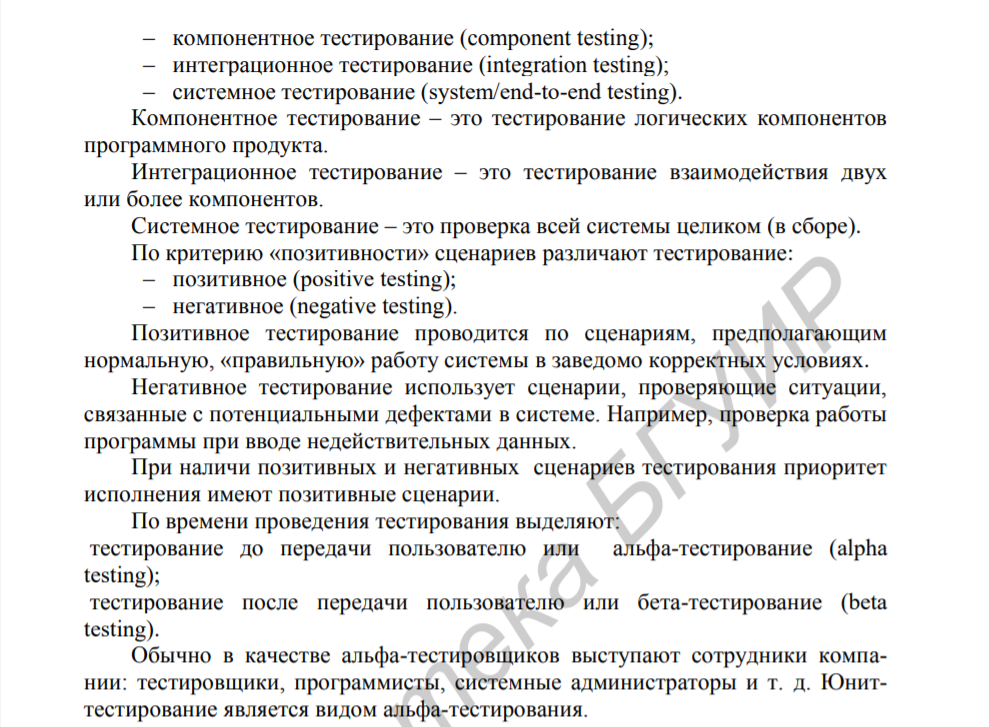 – компонентное тестирование (component testing);
– интеграционное тестирование (integration testing);
– системное тестирование (system/end-to-end testing).
Компонентное тестирование – это тестирование логических компонентов
программного продукта.
Интеграционное тестирование – это тестирование взаимодействия двух
или более компонентов.
Системное тестирование – это проверка всей системы целиком (в сборе).
По критерию «позитивности» сценариев различают тестирование:
– позитивное (positive testing);
– негативное (negative testing).
Позитивное тестирование проводится по сценариям, предполагающим
нормальную, «правильную» работу системы в заведомо корректных условиях.
Негативное тестирование использует сценарии, проверяющие ситуации,
связанные с потенциальными дефектами в системе. Например, проверка работы
программы при вводе недействительных данных.
При наличи позитивных и негативных сценариев тестирования приоритет
исполнения имеют позитивные сценарии.
По времени проведения тестирования выделяют:
тестирование до передачи пользователю или альфа-тестирование (alpha
testing);
тестирование после передачи пользователю или бета-тестирование (beta
testing).
Обычно в качестве альфа-тестировщиков выступают сотрудники компа-
нии: тестировщики, программисты, системные администраторы и т. д. Юнит-
тестирование является видом альфа-тестирования.
тека БГУИР